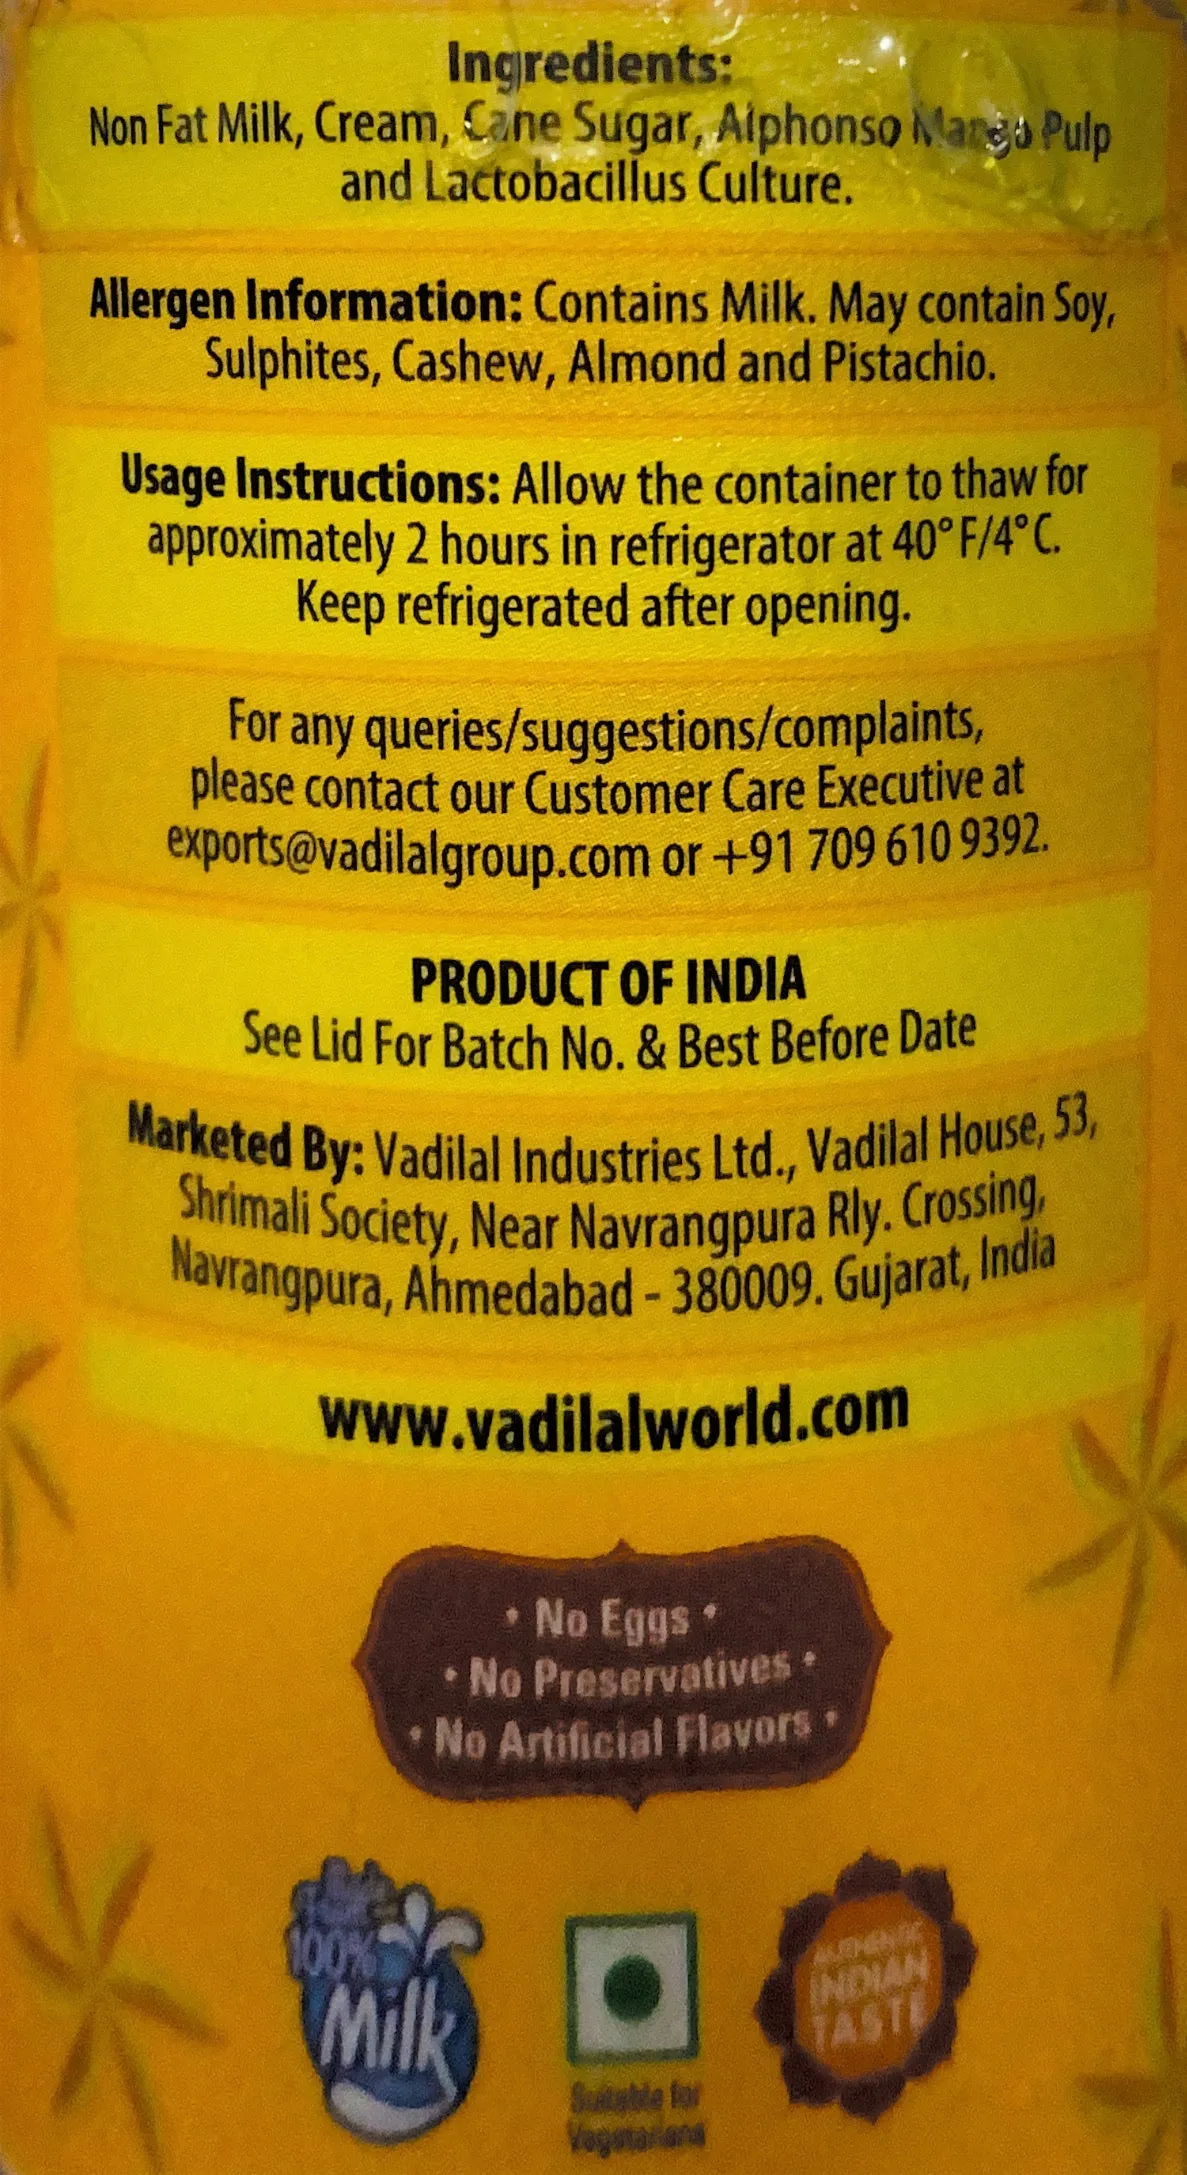 Ingredients:
Non Fat Milk, Cream, Cane Sugar, Alphonso Mango Pulp
and Lactobacillus Culture.
Allergen Information: Contains Milk. May contain Soy,
Sulphites, Cashew, Almond and Pistachio.
Usage Instructions: Allow the container to thaw for
approximately 2 hours in refrigerator at 40°F/4°C.
Keep refrigerated after opening.
For any queries/suggestions/complaints,
please contact our Customer Care Executive at
exports@vadilalgroup.com or +91 709 610 9392.
PRODUCT OF INDIA
See Lid For Batch No. & Best Before Date
Marketed By: Vadilal Industries Ltd., Vadilal House, 53,
Shrimali Society, Near Navrangpura Rly. Crossing,
Navrangpura, Ahmedabad - 380009. Gujarat, India
www.vadilalworld.com
• No Eggs •
• No Preservatives •
• No Artificial Flavors •
100%
Milk
Suitable for
Vegetarians
AUTHENTIC
INDIAN
TASTE